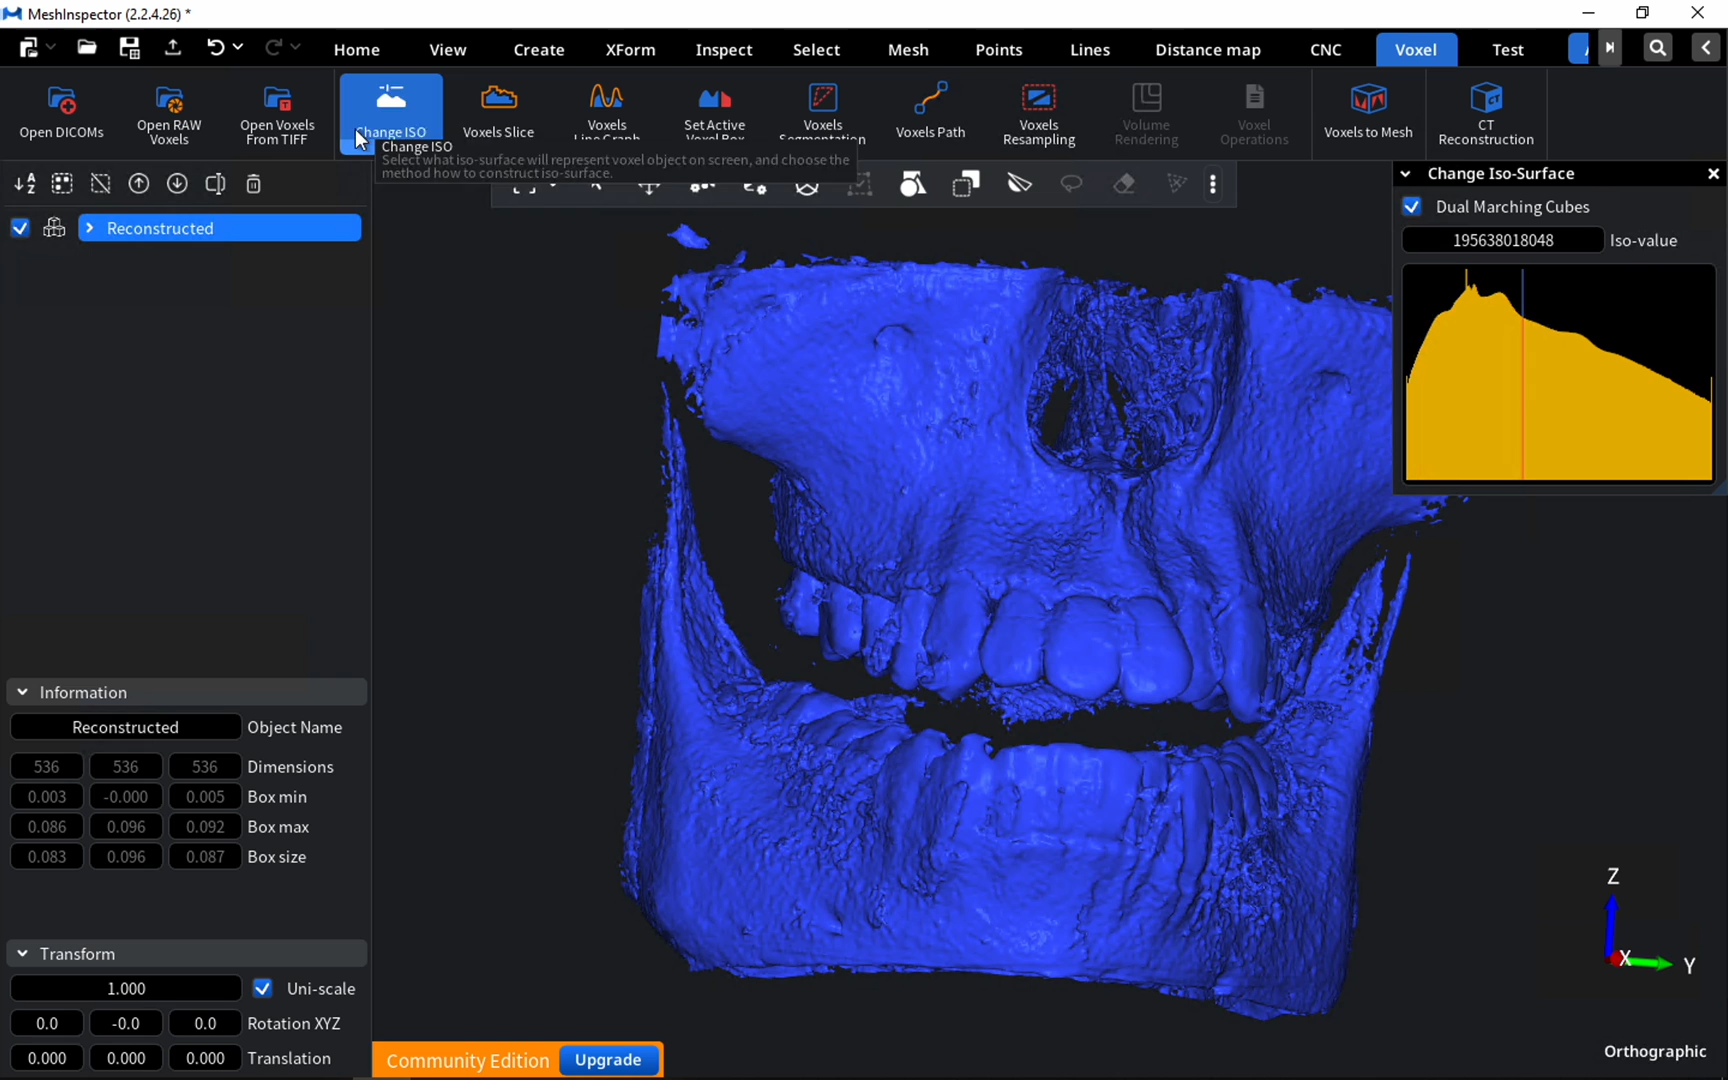 MeshInspector (2.2.4.26) *
Home View Create XForm Inspect Select Mesh Points Lines Distance map CNC Voxel Test
Open DICOMs
Open RAW Voxels
Open Voxels From TIFF
Change ISO
Voxels Slice
Voxels Line Graph
Set Active Voxel Box
Voxels Segmentation
Voxels Path
Voxels Resampling
Volume Rendering
Voxel Operations
Voxels to Mesh
CT Reconstruction
Change ISO
Select what iso-surface will represent voxel object on screen, and choose the
method how to construct iso-surface.
Reconstructed
Change Iso-Surface
Dual Marching Cubes
195638018048 Iso-value
Information
Reconstructed Object Name
536 536 536 Dimensions
0.003 -0.000 0.005 Box min
0.086 0.096 0.092 Box max
0.083 0.096 0.087 Box size
Transform
1.000 Uni-scale
0.0 -0.0 0.0 Rotation XYZ
0.000 0.000 0.000 Translation
Community Edition Upgrade
Z
X
Y
Orthographic